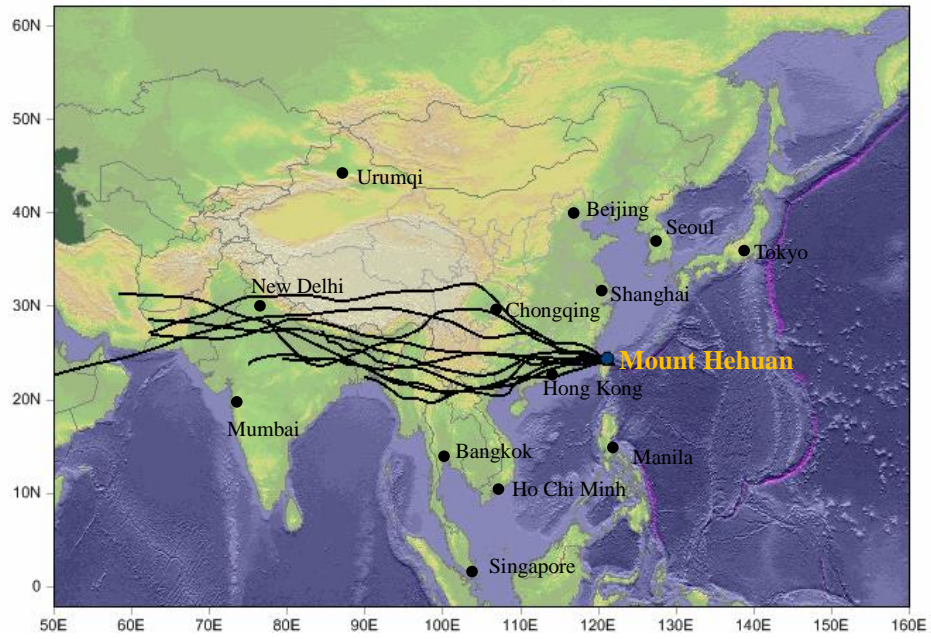 60N
50N
Urumqi
40N
Beijing
Seoul
Tokyo
New Delhi
Shanghai
30N
Chongqing
Mount Hehuan
Hong Kong
20N
Mumbai
Bangkok
Manila
10N
Ho Chi Minh
Singapore
0
50E 60E 70E 80E 90E 100E 110E 120E 130E 140E 150E 160E